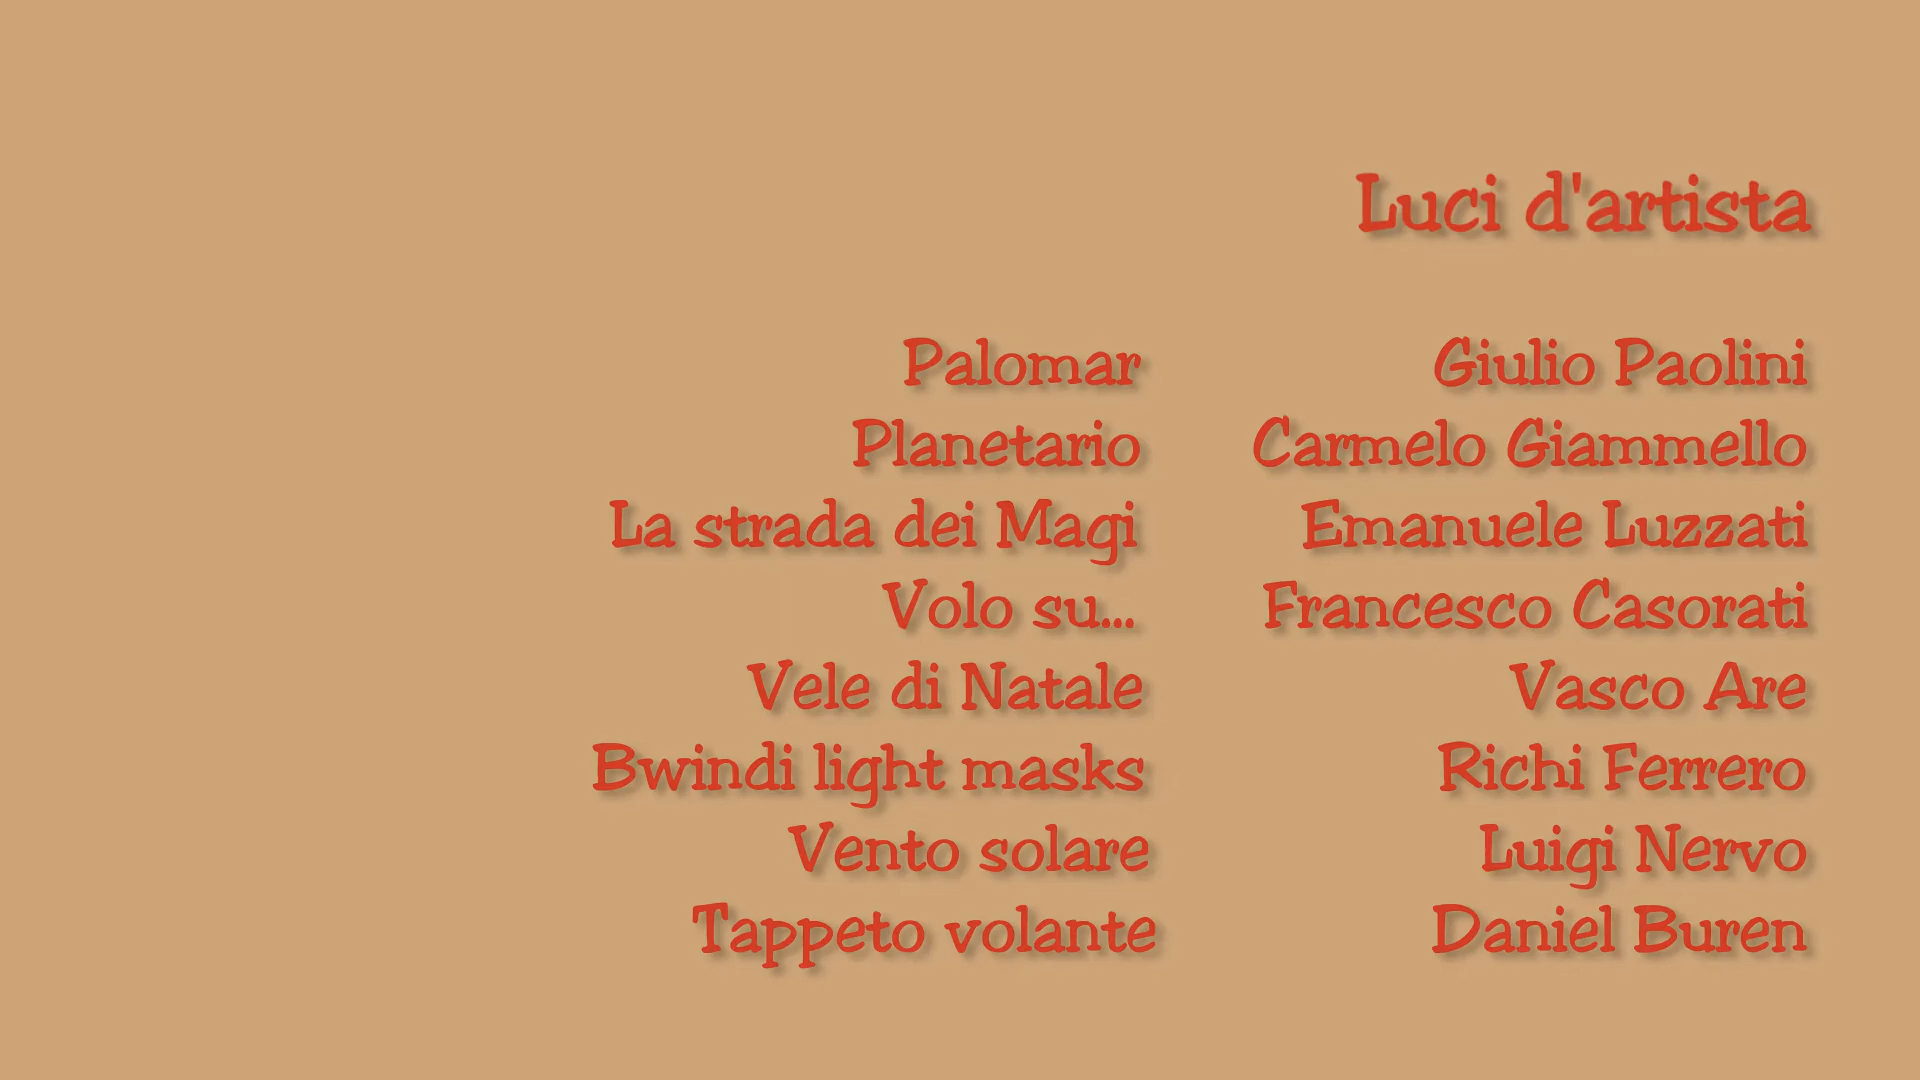 Luci d'artista
Palomar Giulio Paolini
Planetario Carmelo Giammello
La strada dei Magi Emanuele Luzzati
Volo su... Francesco Casorati
Vele di Natale Vasco Are
Bwindi light masks Richi Ferrero
Vento solare Luigi Nervo
Tappeto volante Daniel Buren